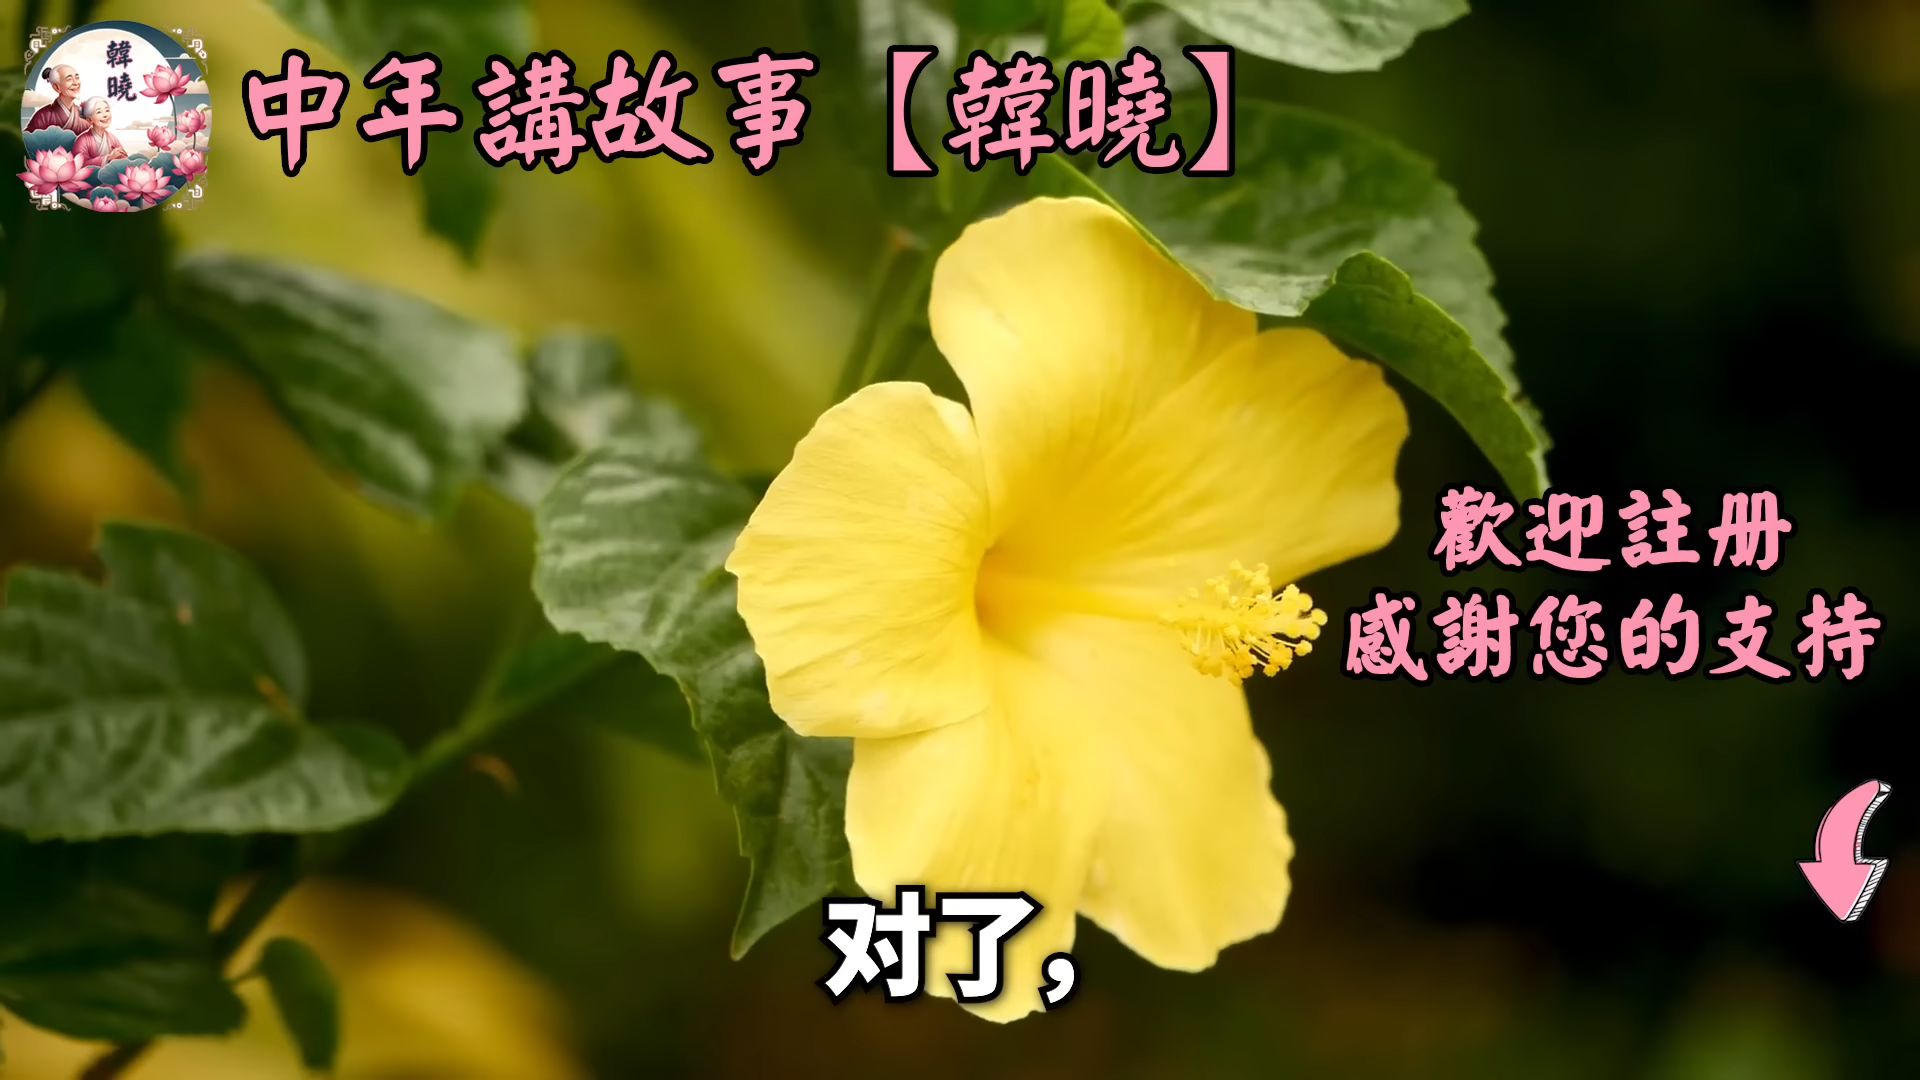 韓曉
中年講故事【韓曉】
歡迎註册
感謝您的支持
对了，